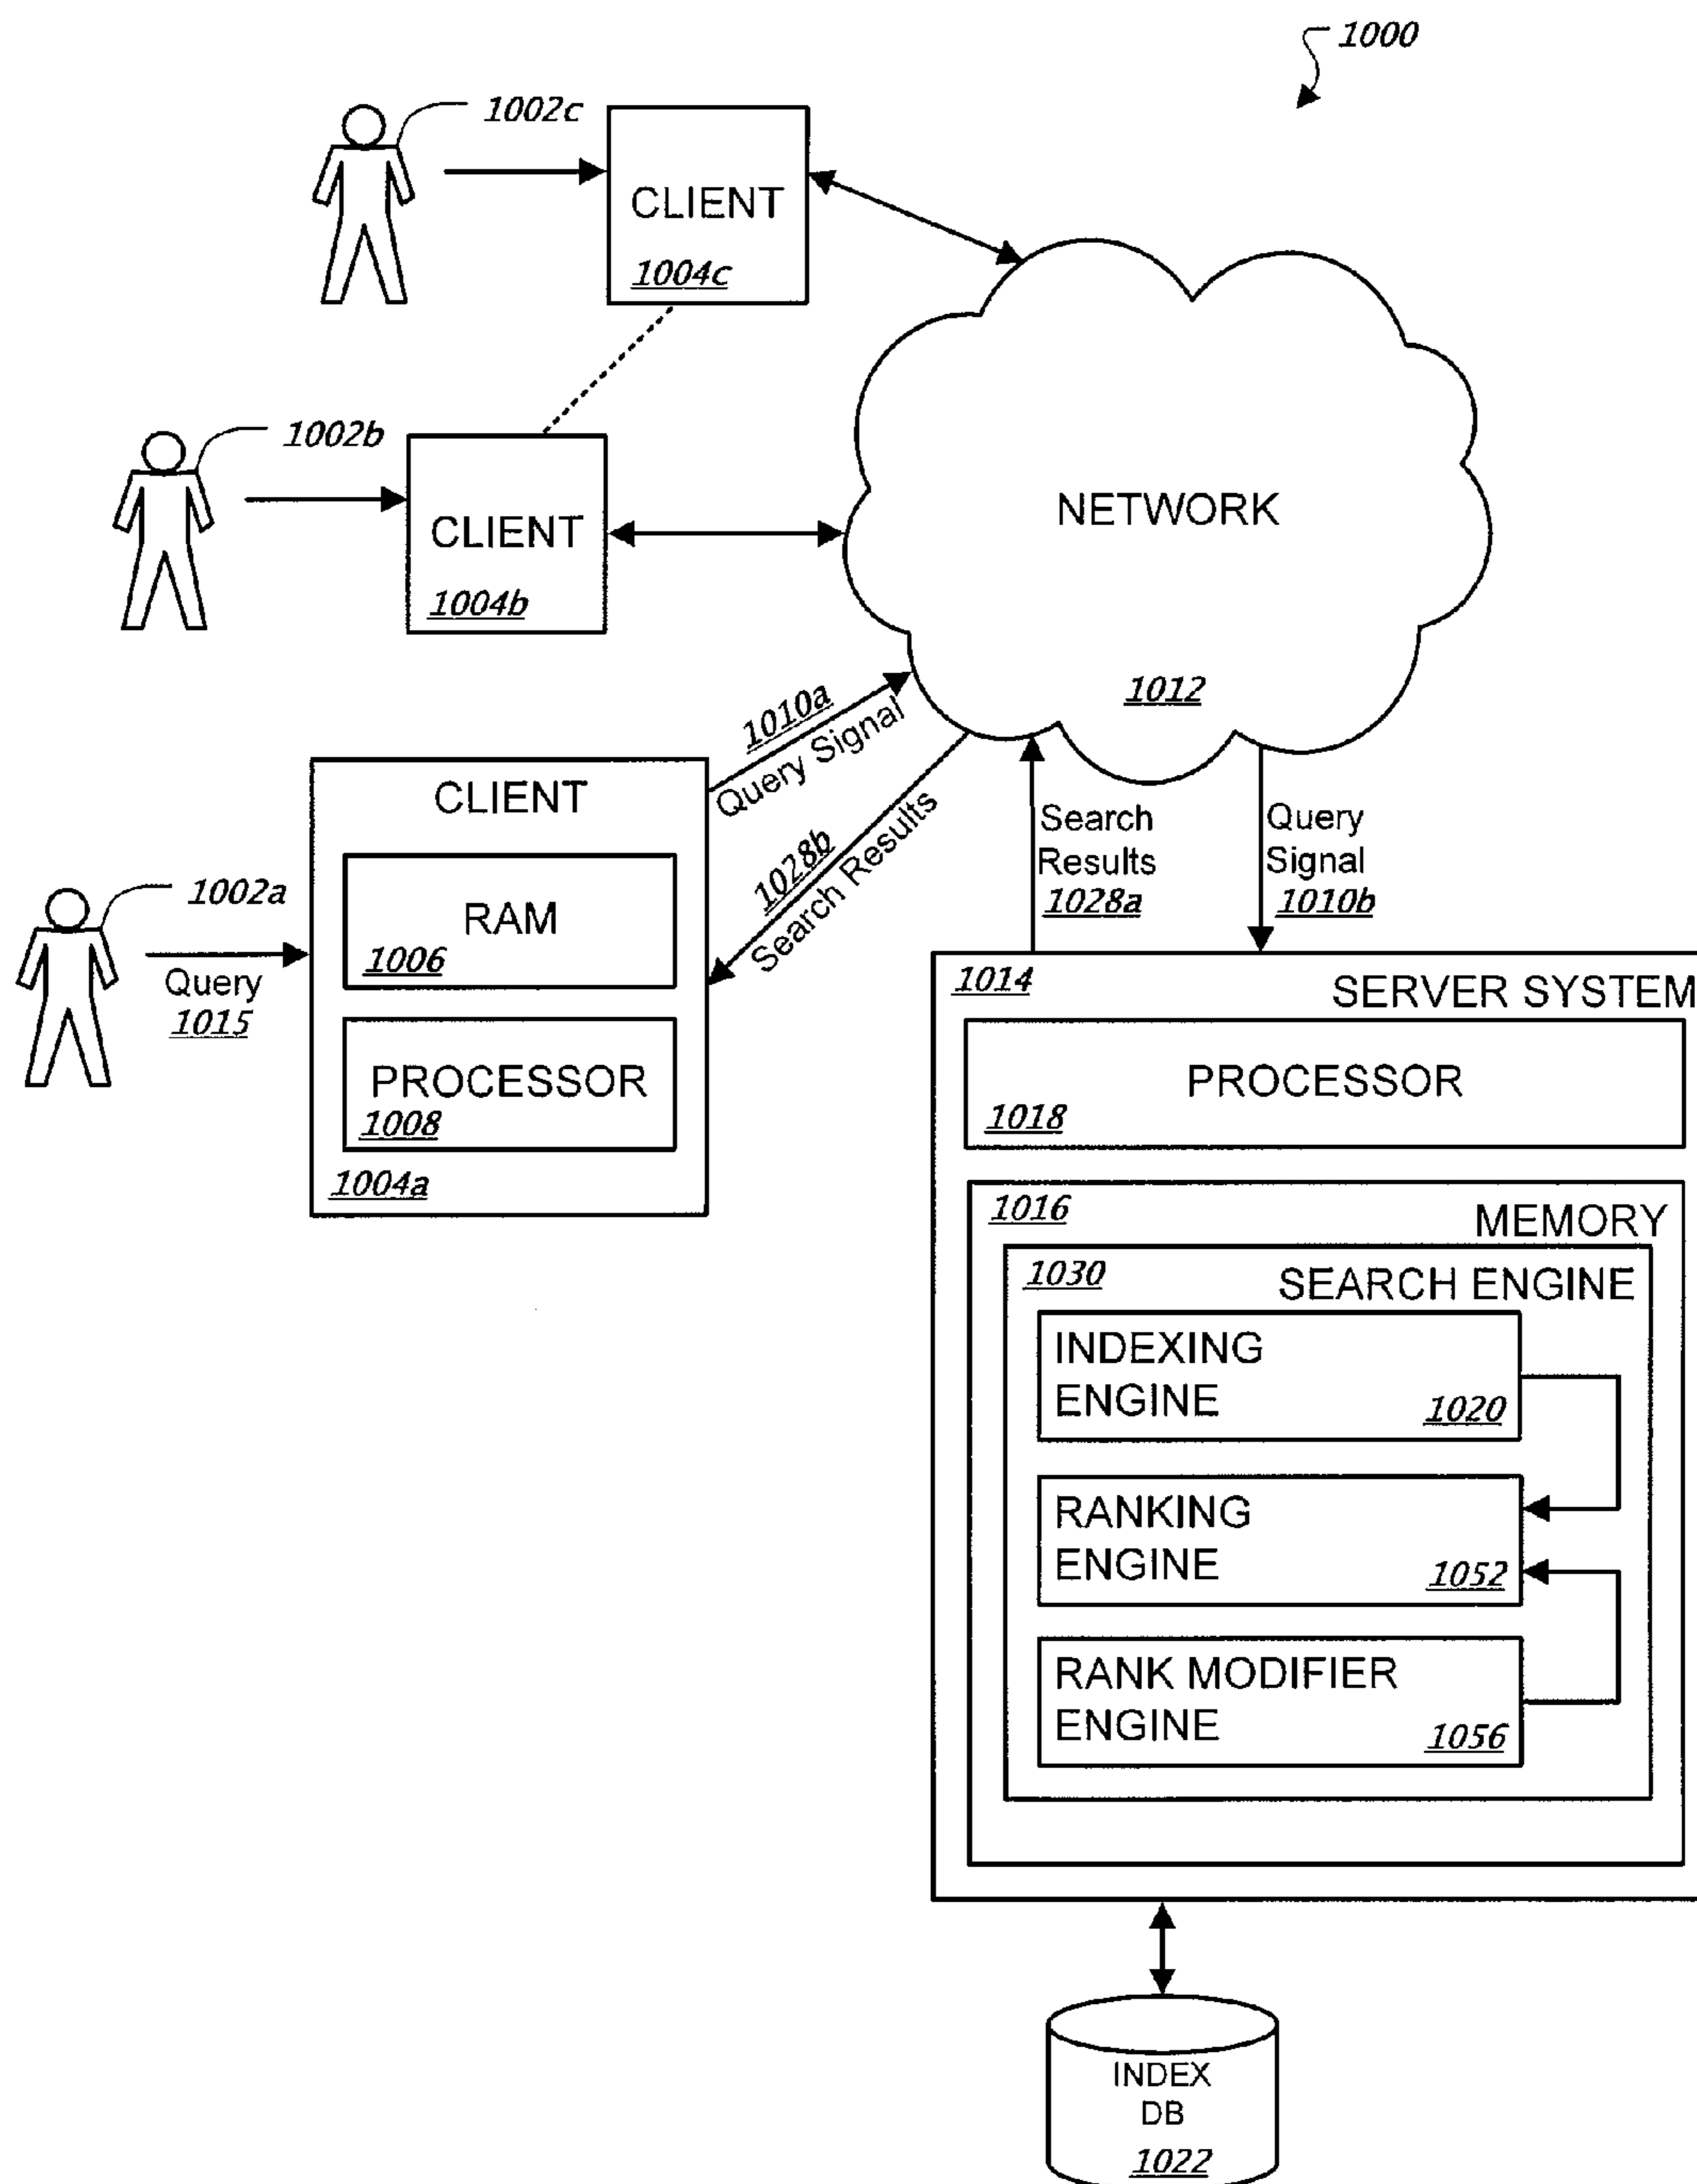 1000
1002c
CLIENT
1004c
1002b
CLIENT
1004b
NETWORK
1012
1010a
Query Signal
1028b
Search Results
Search
Results
1028a
Query
Signal
1010b
1002a
Query
1015
CLIENT
RAM
1006
PROCESSOR
1008
1004a
1014
SERVER SYSTEM
PROCESSOR
1018
1016
MEMORY
1030
SEARCH ENGINE
INDEXING
ENGINE
1020
RANKING
ENGINE
1052
RANK MODIFIER
ENGINE
1056
INDEX
DB
1022